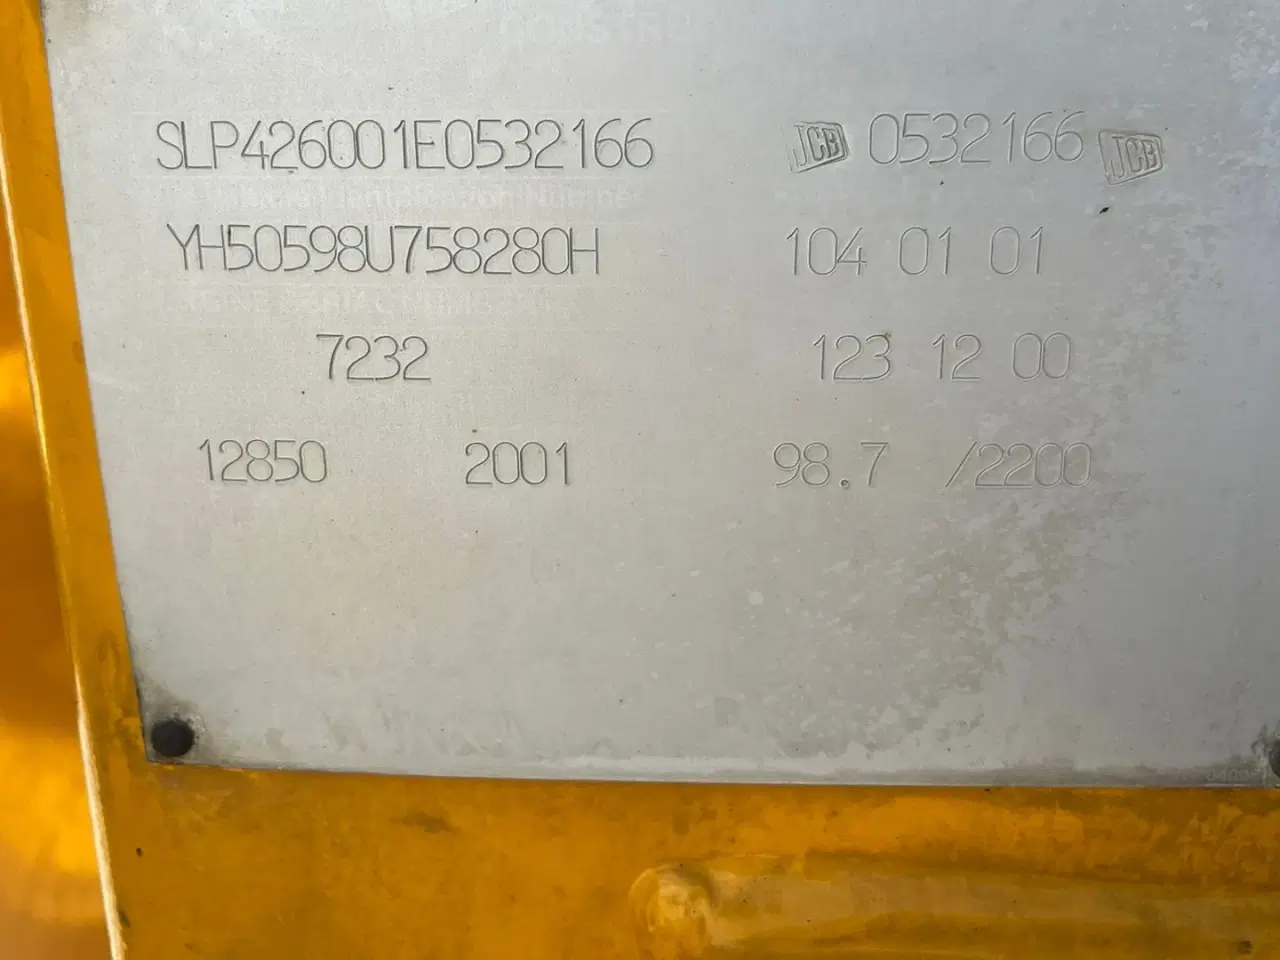 SLP426001E0532166 JCB 0532166 JCB
YH50598U758280H 104 01 01
7232 123 12 00
12850 2001 98.7 /2200